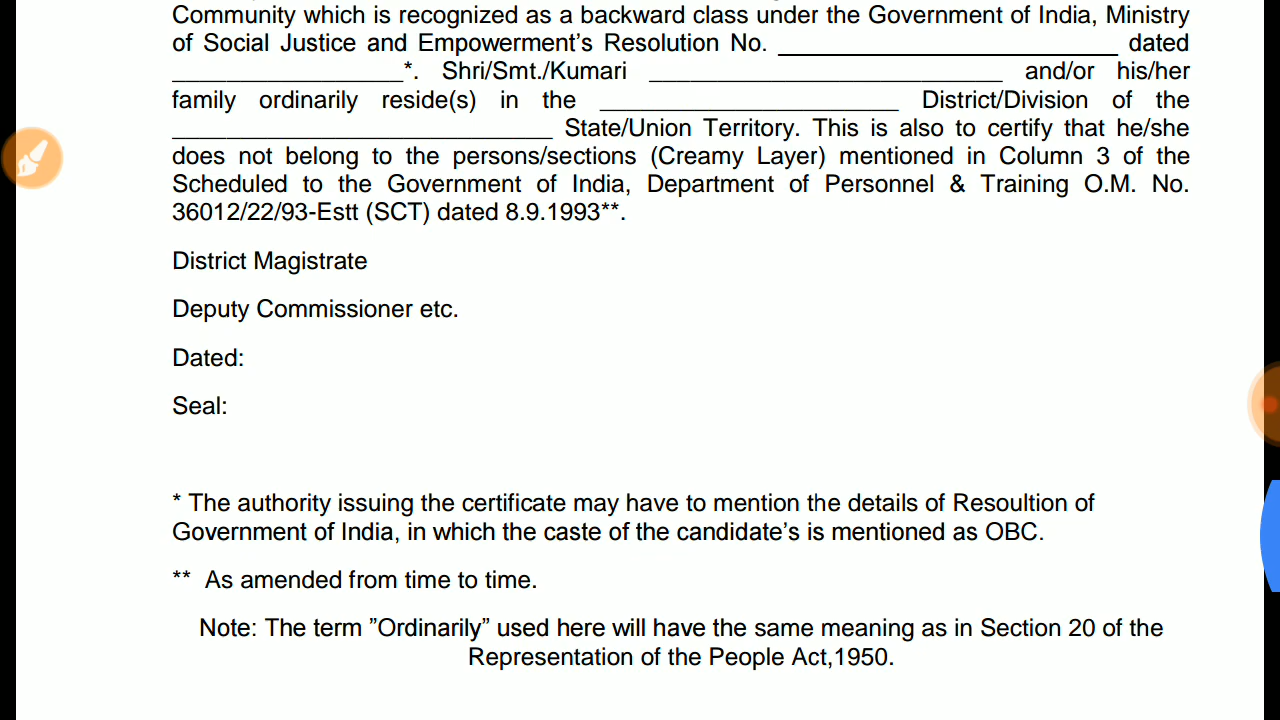 Community which is recognized as a backward class under the Government of India, Ministry
of Social Justice and Empowerment’s Resolution No. _________________________ dated
_________________*. Shri/Smt./Kumari __________________________ and/or his/her
family ordinarily reside(s) in the ______________________ District/Division of the
____________________________ State/Union Territory. This is also to certify that he/she
does not belong to the persons/sections (Creamy Layer) mentioned in Column 3 of the
Scheduled to the Government of India, Department of Personnel & Training O.M. No.
36012/22/93-Estt (SCT) dated 8.9.1993**.
District Magistrate
Deputy Commissioner etc.
Dated:
Seal:
* The authority issuing the certificate may have to mention the details of Resoultion of
Government of India, in which the caste of the candidate’s is mentioned as OBC.
** As amended from time to time.
Note: The term ”Ordinarily” used here will have the same meaning as in Section 20 of the
Representation of the People Act,1950.